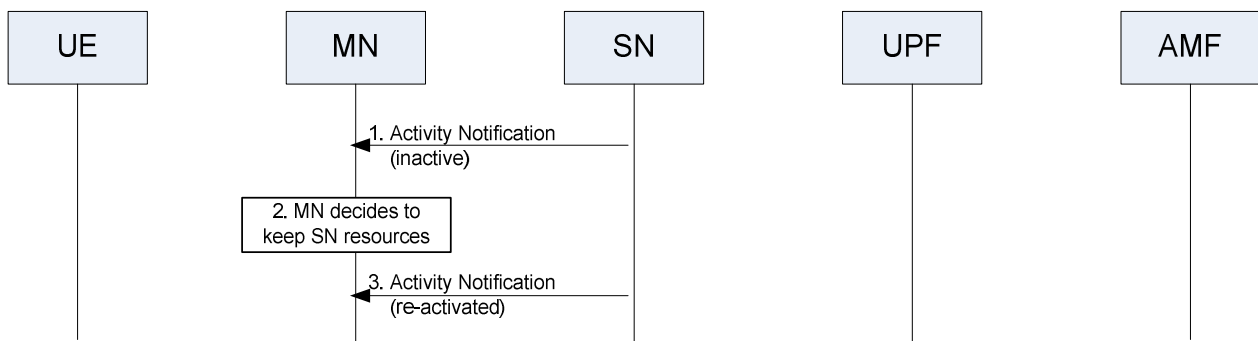 UE
MN
SN
UPF
AMF
1. Activity Notification
(inactive)
2. MN decides to
keep SN resources
3. Activity Notification
(re-activated)